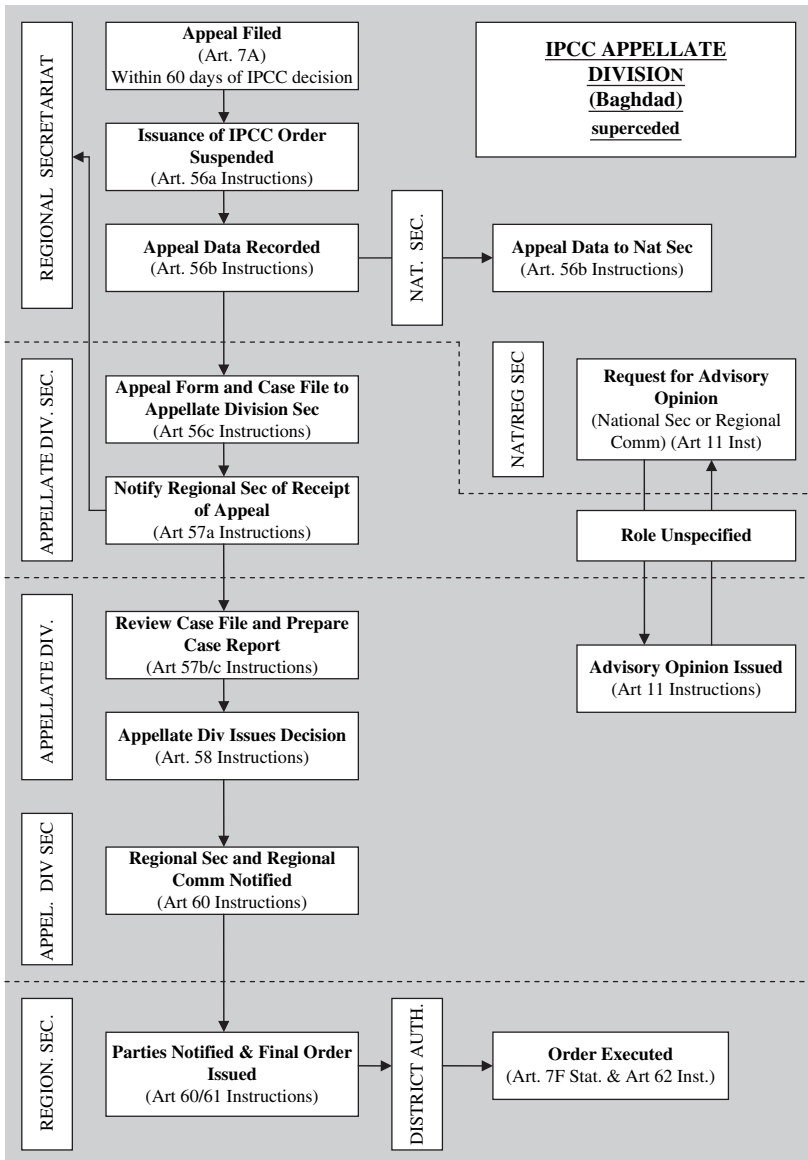 Appeal Filed
(Art. 7A)
Within 60 days of IPCC decision
IPCC APPELLATE
DIVISION
(Baghdad)
superceded
REGIONAL SECRETARIAT
Issuance of IPCC Order
Suspended
(Art. 56a Instructions)
Appeal Data Recorded
(Art. 56b Instructions)
NAT. SEC.
Appeal Data to Nat Sec
(Art. 56b Instructions)
APPELLATE DIV. SEC.
Appeal Form and Case File to
Appellate Division Sec
(Art 56c Instructions)
NAT/REG SEC
Request for Advisory
Opinion
(National Sec or Regional
Comm) (Art 11 Inst)
Notify Regional Sec of Receipt
of Appeal
(Art 57a Instructions)
Role Unspecified
APPELLATE DIV.
Review Case File and Prepare
Case Report
(Art 57b/c Instructions)
Advisory Opinion Issued
(Art 11 Instructions)
Appellate Div Issues Decision
(Art. 58 Instructions)
APPEL. DIV SEC
Regional Sec and Regional
Comm Notified
(Art 60 Instructions)
REGION. SEC.
Parties Notified & Final Order
Issued
(Art 60/61 Instructions)
DISTRICT AUTH.
Order Executed
(Art. 7F Stat. & Art 62 Inst.)